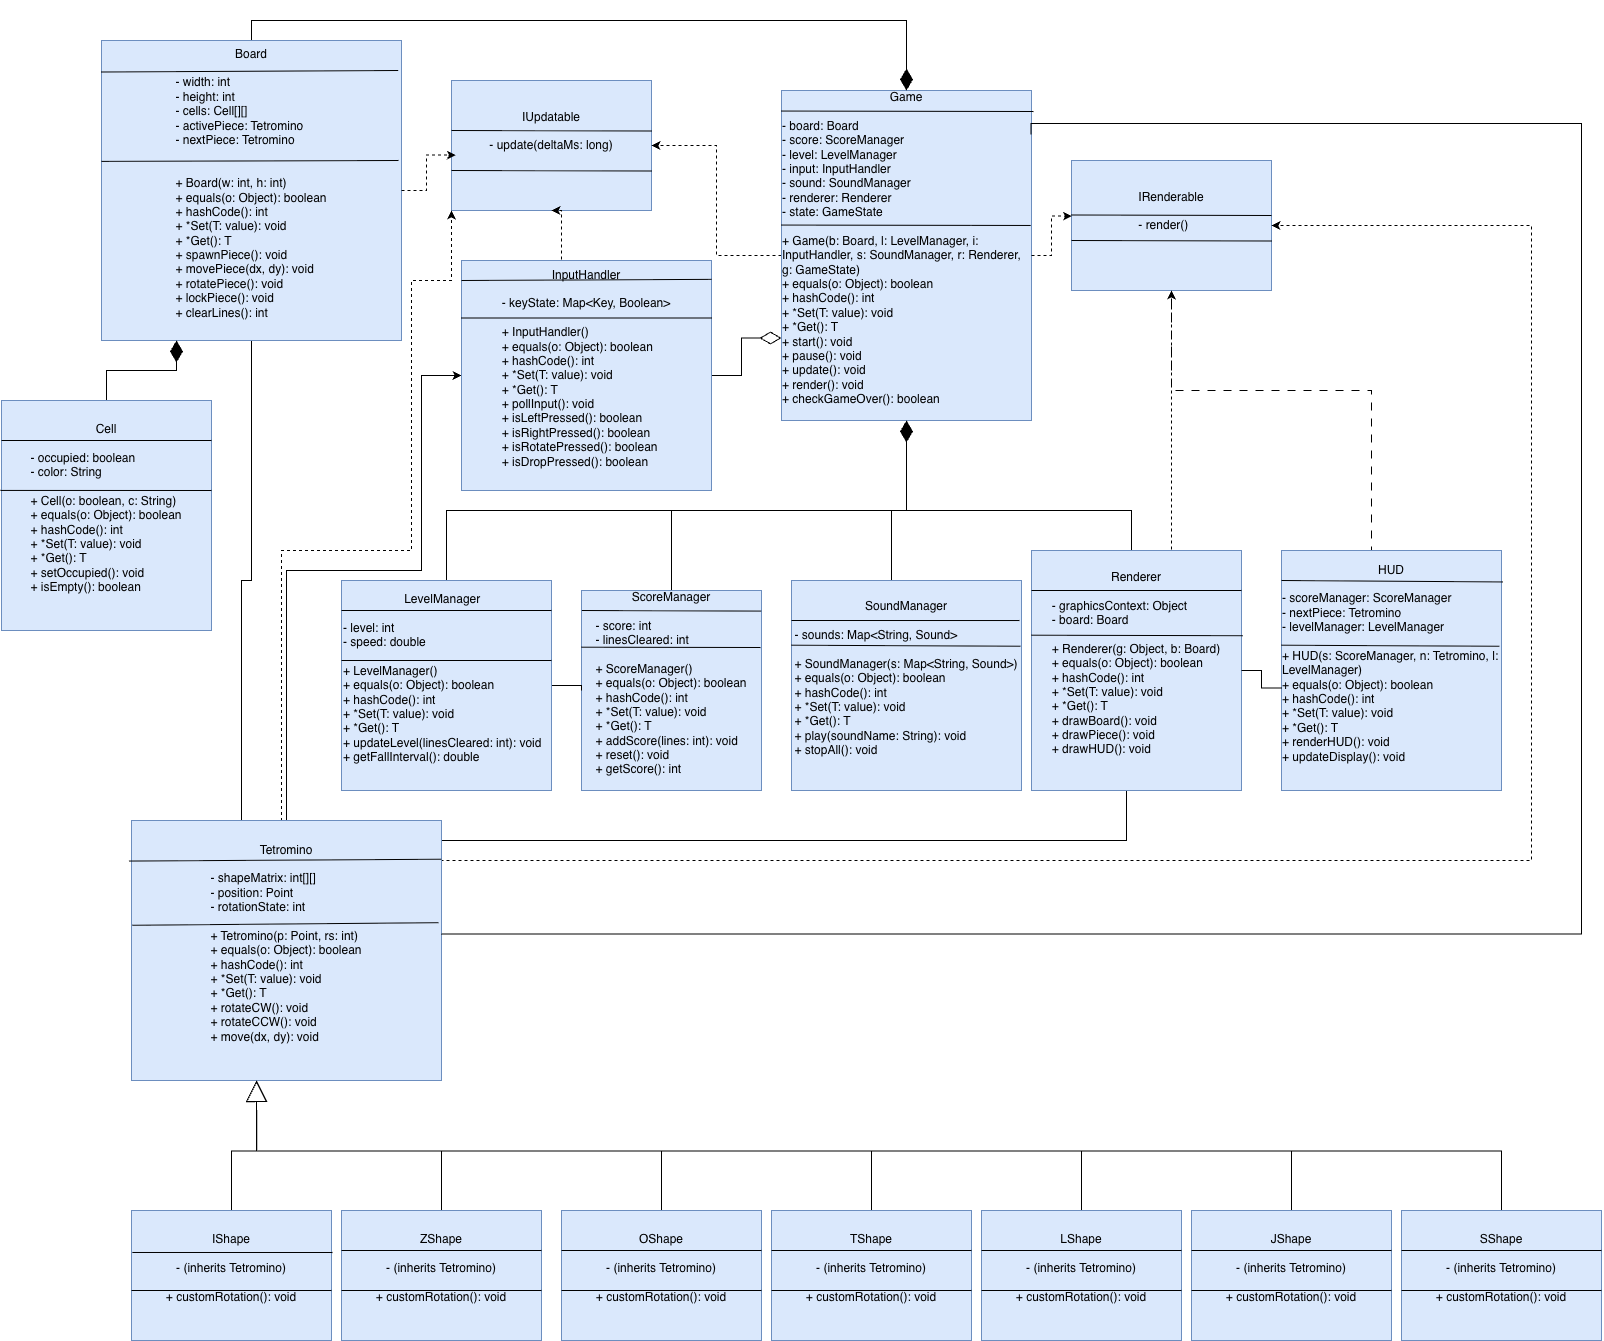 Board
- width: int
- height: int
- cells: Cell[][]
- activePiece: Tetromino
- nextPiece: Tetromino
+ Board(w: int, h: int)
+ equals(o: Object): boolean
+ hashCode(): int
+ *Set(T: value): void
+ *Get(): T
+ spawnPiece(): void
+ movePiece(dx, dy): void
+ rotatePiece(): void
+ lockPiece(): void
+ clearLines(): int
IUpdatable
- update(deltaMs: long)
Game
- board: Board
- score: ScoreManager
- level: LevelManager
- input: InputHandler
- sound: SoundManager
- renderer: Renderer
- state: GameState
+ Game(b: Board, l: LevelManager, i:
InputHandler, s: SoundManager, r: Renderer,
g: GameState)
+ equals(o: Object): boolean
+ hashCode(): int
+ *Set(T: value): void
+ *Get(): T
+ start(): void
+ pause(): void
+ update(): void
+ render(): void
+ checkGameOver(): boolean
IRenderable
- render()
InputHandler
- keyState: Map<Key, Boolean>
+ InputHandler()
+ equals(o: Object): boolean
+ hashCode(): int
+ *Set(T: value): void
+ *Get(): T
+ pollInput(): void
+ isLeftPressed(): boolean
+ isRightPressed(): boolean
+ isRotatePressed(): boolean
+ isDropPressed(): boolean
Cell
- occupied: boolean
- color: String
+ Cell(o: boolean, c: String)
+ equals(o: Object): boolean
+ hashCode(): int
+ *Set(T: value): void
+ *Get(): T
+ setOccupied(): void
+ isEmpty(): boolean
LevelManager
- level: int
- speed: double
+ LevelManager()
+ equals(o: Object): boolean
+ hashCode(): int
+ *Set(T: value): void
+ *Get(): T
+ updateLevel(linesCleared: int): void
+ getFallInterval(): double
ScoreManager
- score: int
- linesCleared: int
+ ScoreManager()
+ equals(o: Object): boolean
+ hashCode(): int
+ *Set(T: value): void
+ *Get(): T
+ addScore(lines: int): void
+ reset(): void
+ getScore(): int
SoundManager
- sounds: Map<String, Sound>
+ SoundManager(s: Map<String, Sound>)
+ equals(o: Object): boolean
+ hashCode(): int
+ *Set(T: value): void
+ *Get(): T
+ play(soundName: String): void
+ stopAll(): void
Renderer
- graphicsContext: Object
- board: Board
+ Renderer(g: Object, b: Board)
+ equals(o: Object): boolean
+ hashCode(): int
+ *Set(T: value): void
+ *Get(): T
+ drawBoard(): void
+ drawPiece(): void
+ drawHUD(): void
HUD
- scoreManager: ScoreManager
- nextPiece: Tetromino
- levelManager: LevelManager
+ HUD(s: ScoreManager, n: Tetromino, l:
LevelManager)
+ equals(o: Object): boolean
+ hashCode(): int
+ *Set(T: value): void
+ *Get(): T
+ renderHUD(): void
+ updateDisplay(): void
Tetromino
- shapeMatrix: int[][]
- position: Point
- rotationState: int
+ Tetromino(p: Point, rs: int)
+ equals(o: Object): boolean
+ hashCode(): int
+ *Set(T: value): void
+ *Get(): T
+ rotateCW(): void
+ rotateCCW(): void
+ move(dx, dy): void
IShape
- (inherits Tetromino)
+ customRotation(): void
ZShape
- (inherits Tetromino)
+ customRotation(): void
OShape
- (inherits Tetromino)
+ customRotation(): void
TShape
- (inherits Tetromino)
+ customRotation(): void
LShape
- (inherits Tetromino)
+ customRotation(): void
JShape
- (inherits Tetromino)
+ customRotation(): void
SShape
- (inherits Tetromino)
+ customRotation(): void